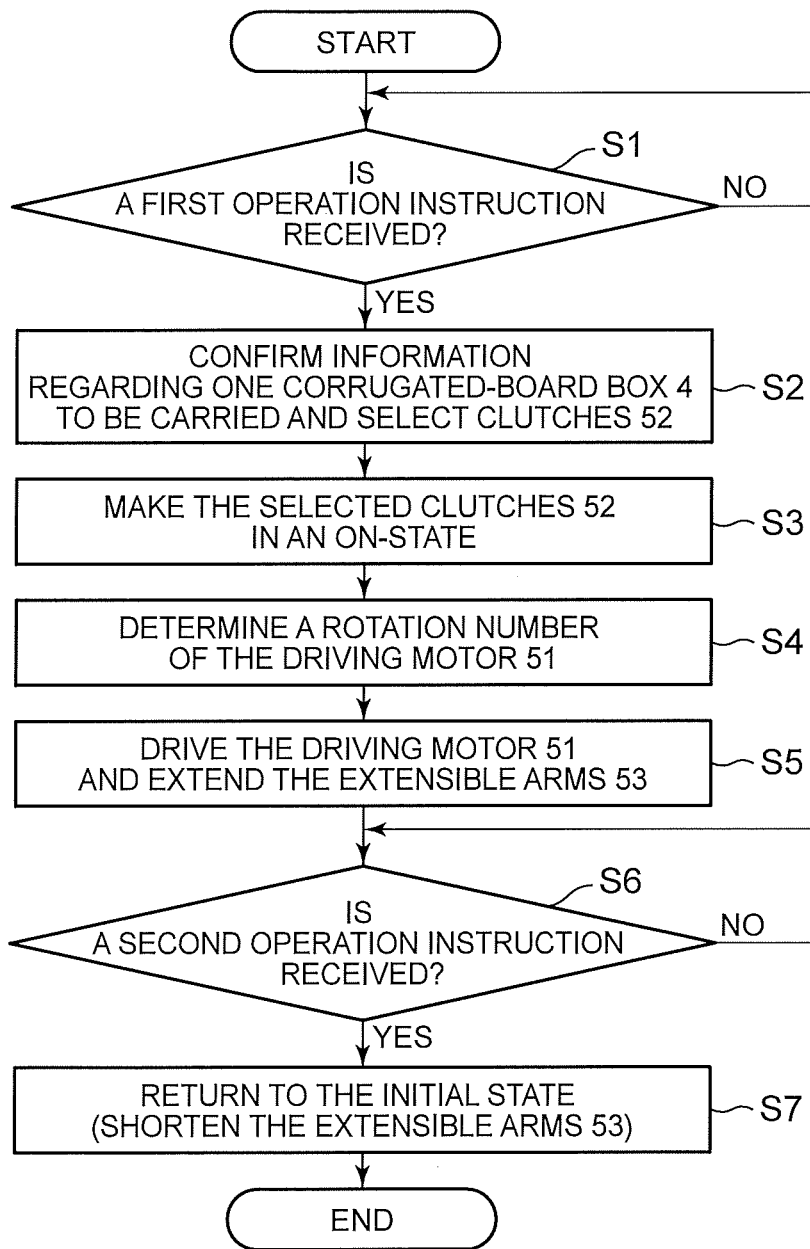 START
S1
IS
A FIRST OPERATION INSTRUCTION
RECEIVED?
NO
YES
CONFIRM INFORMATION
REGARDING ONE CORRUGATED-BOARD BOX 4
TO BE CARRIED AND SELECT CLUTCHES 52
S2
MAKE THE SELECTED CLUTCHES 52
IN AN ON-STATE
S3
DETERMINE A ROTATION NUMBER
OF THE DRIVING MOTOR 51
S4
DRIVE THE DRIVING MOTOR 51
AND EXTEND THE EXTENSIBLE ARMS 53
S5
S6
IS
A SECOND OPERATION INSTRUCTION
RECEIVED?
NO
YES
RETURN TO THE INITIAL STATE
(SHORTEN THE EXTENSIBLE ARMS 53)
S7
END